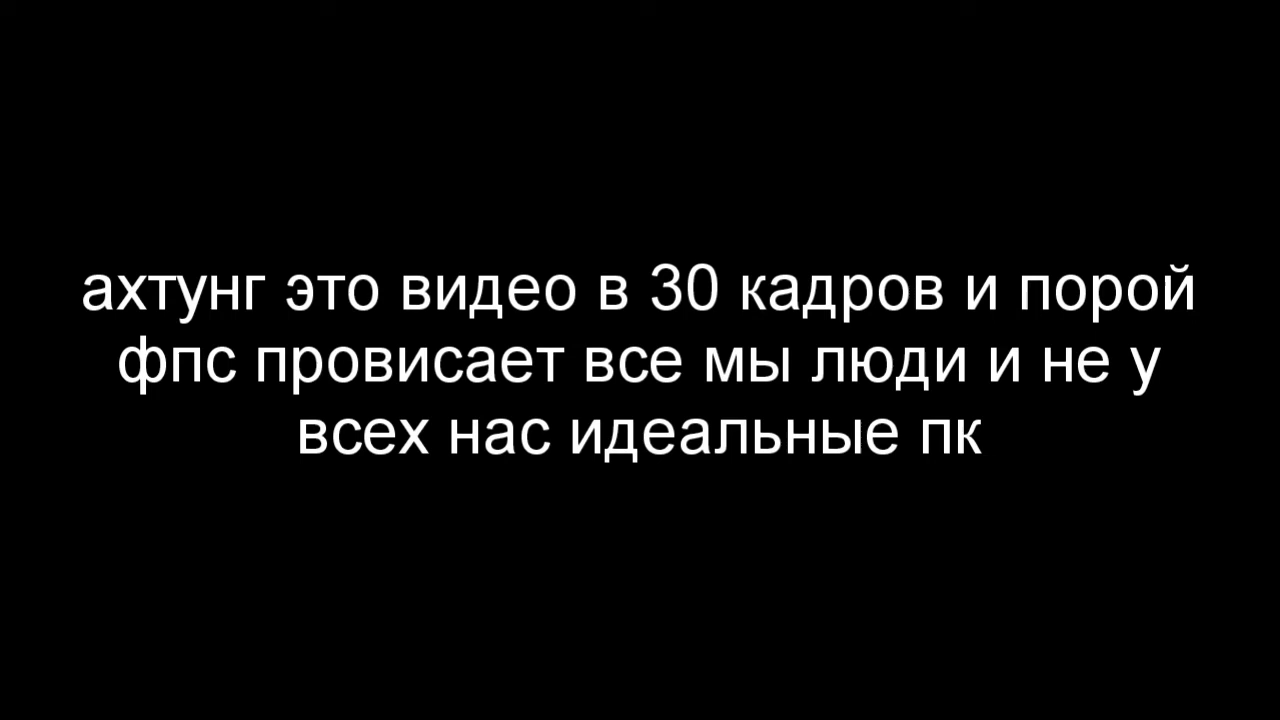 ахтунг это видео в 30 кадров и порой
фпс провисает все мы люди и не у
всех нас идеальные пк